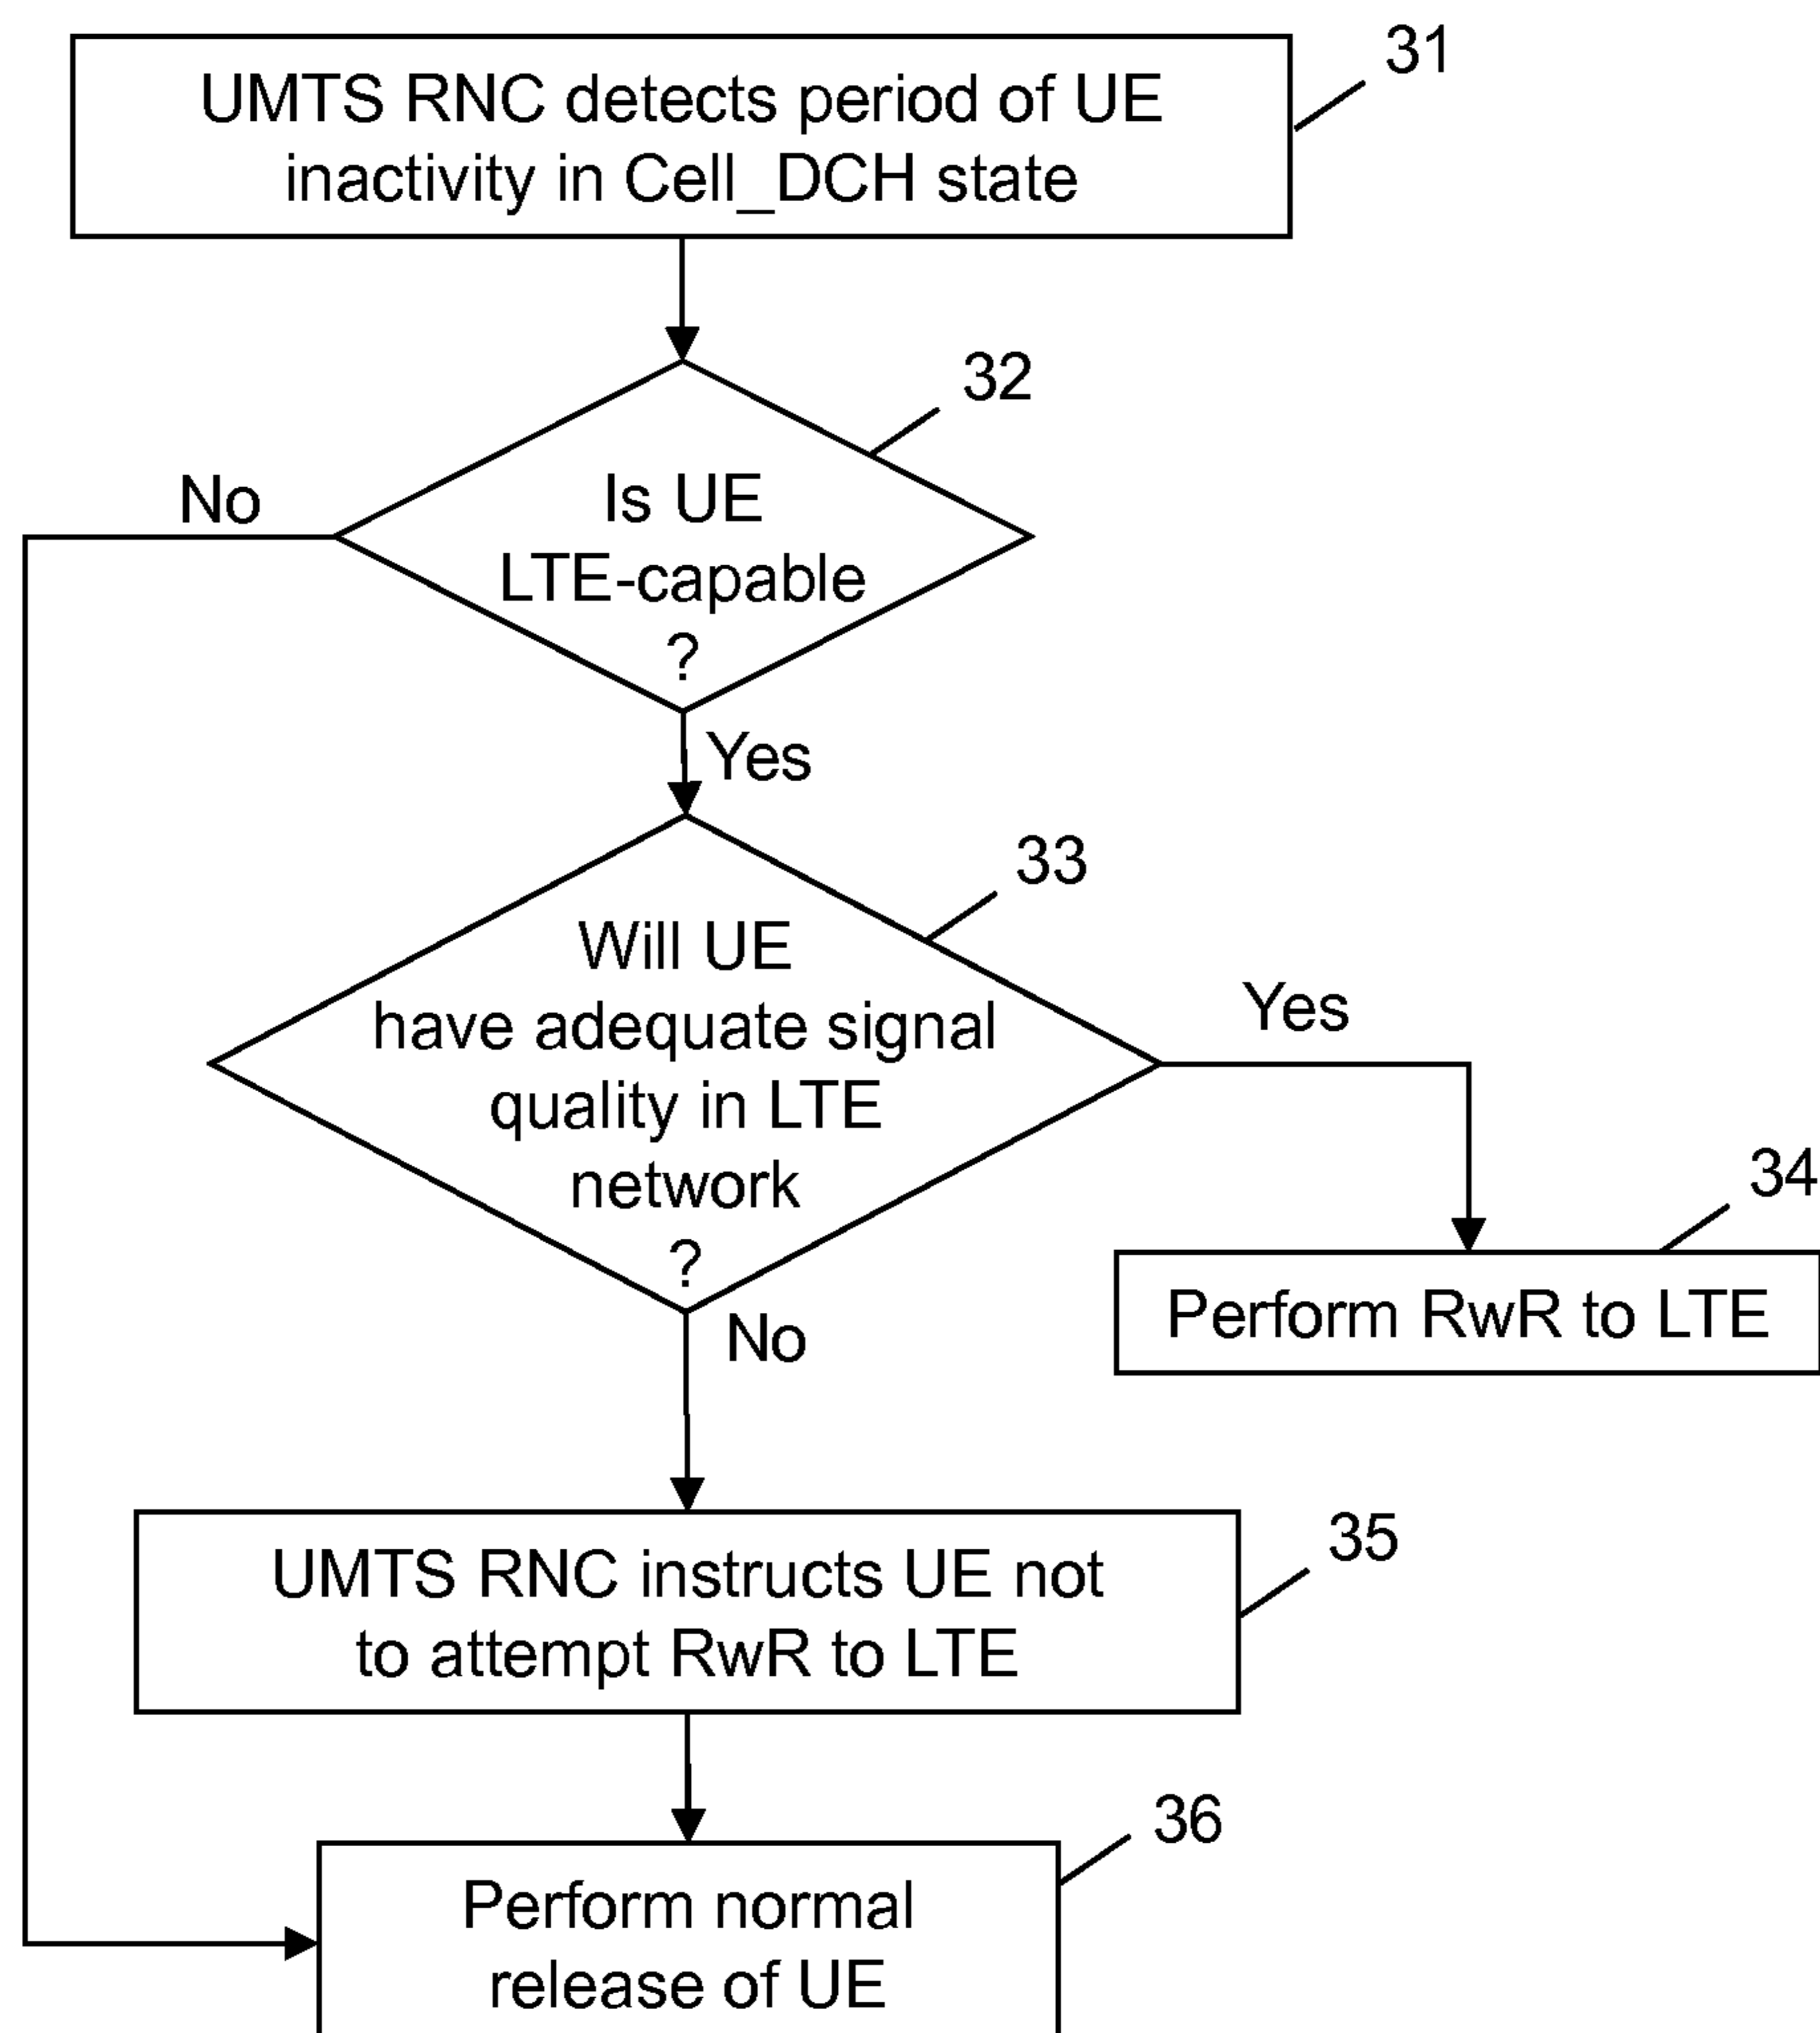 31
UMTS RNC detects period of UE
inactivity in Cell_DCH state
32
No
Is UE
LTE-capable
?
Yes
33
Will UE
have adequate signal
quality in LTE
network
?
Yes
34
Perform RwR to LTE
No
35
UMTS RNC instructs UE not
to attempt RwR to LTE
36
Perform normal
release of UE